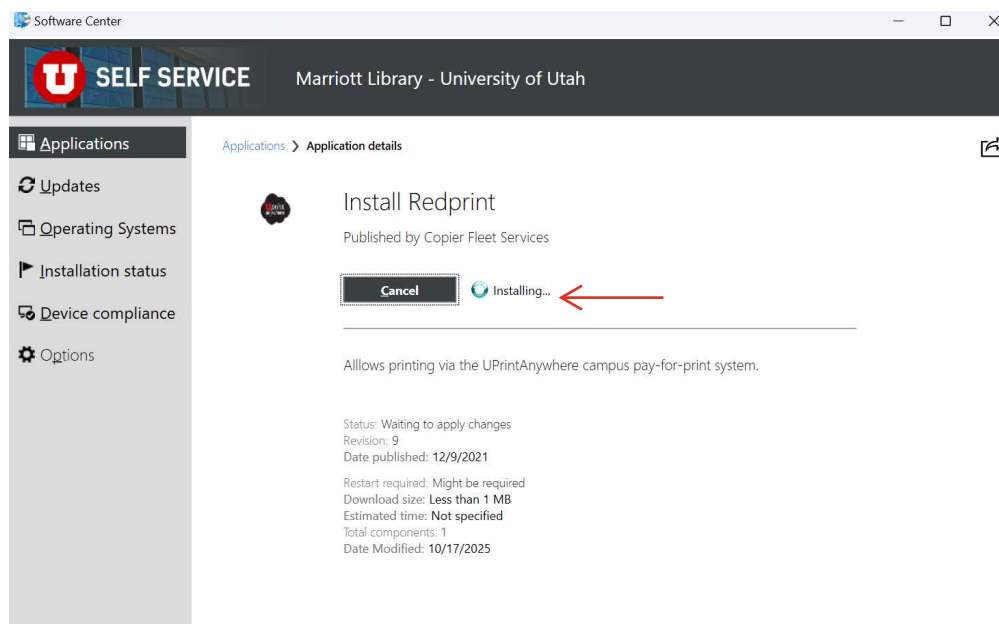 Software Center
U SELF SERVICE
Marriott Library - University of Utah
Applications
Updates
Operating Systems
Installation status
Device compliance
Options
Applications ❯ Application details
Install Redprint
Published by Copier Fleet Services
Cancel
Installing...
Alllows printing via the UPrintAnywhere campus pay-for-print system.
Status: Waiting to apply changes
Revision: 9
Date published: 12/9/2021
Restart required: Might be required
Download size: Less than 1 MB
Estimated time: Not specified
Total components: 1
Date Modified: 10/17/2025